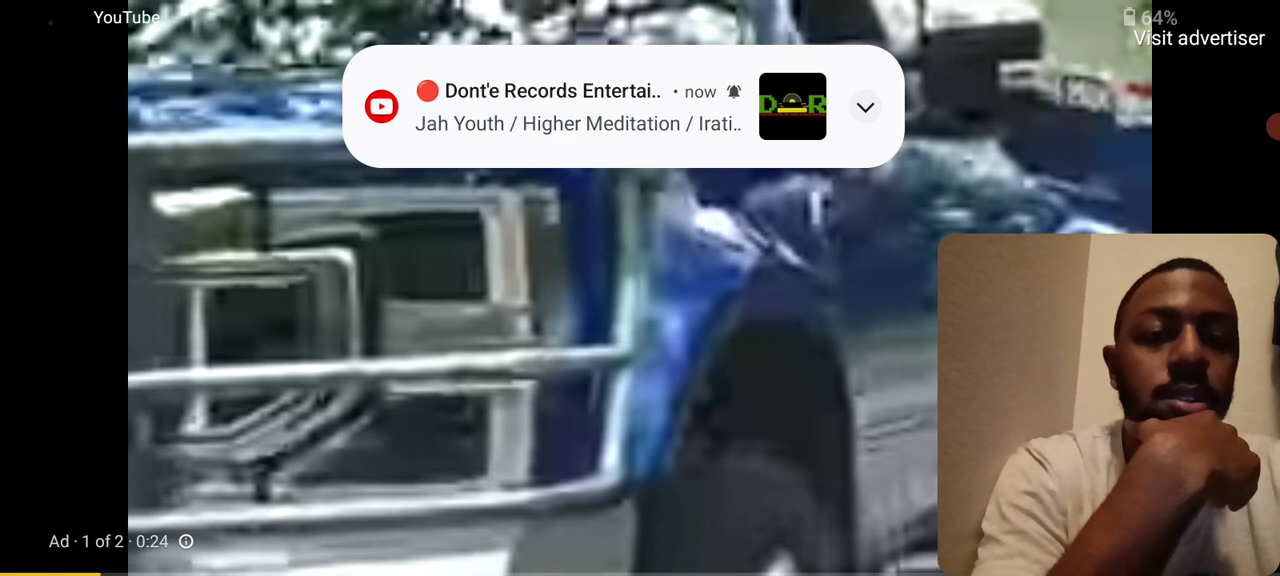 YouTube
64%
Visit advertiser
Dont'e Records Entertai.. • now
Jah Youth / Higher Meditation / Irati..
D R
Ad · 1 of 2 · 0:24